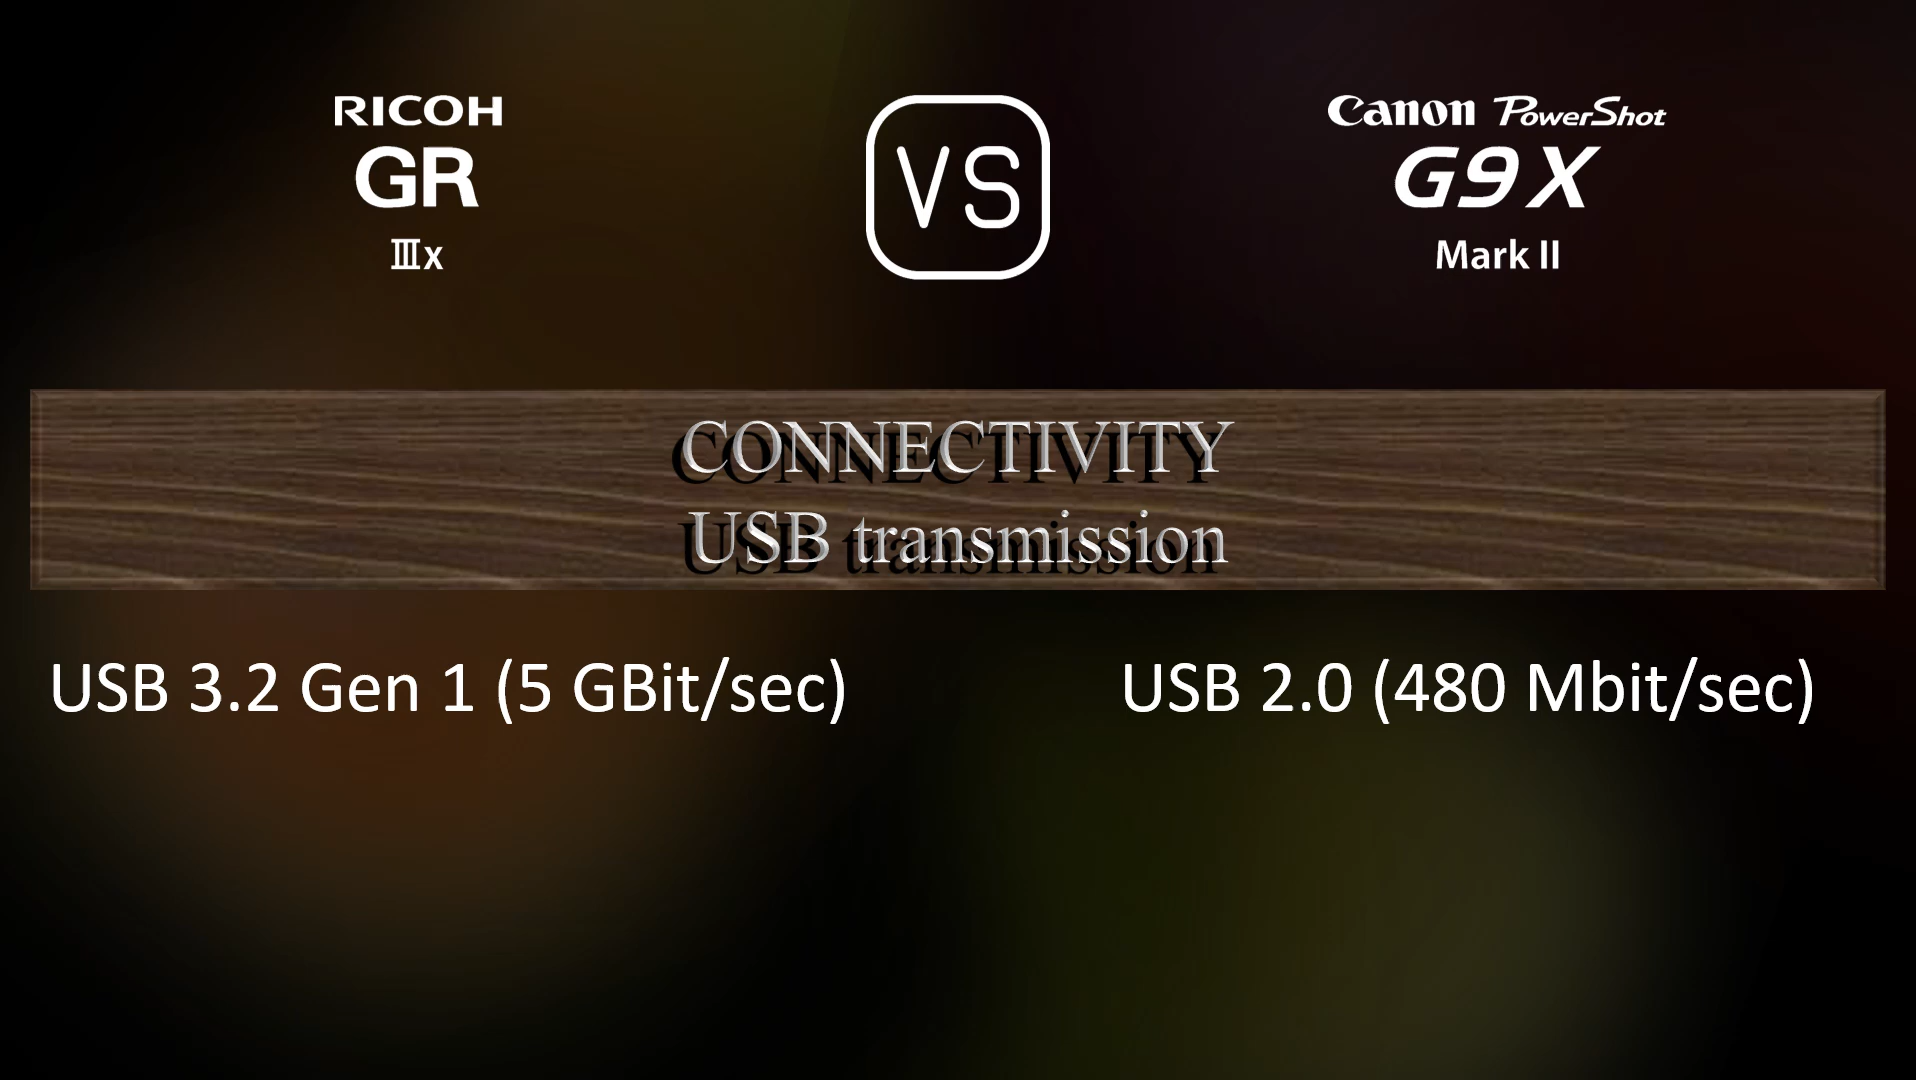 RICOH
GR
IIIx
VS
Canon PowerShot
G9 X
Mark II
CONNECTIVITY
USB transmission
USB 3.2 Gen 1 (5 GBit/sec)
USB 2.0 (480 Mbit/sec)